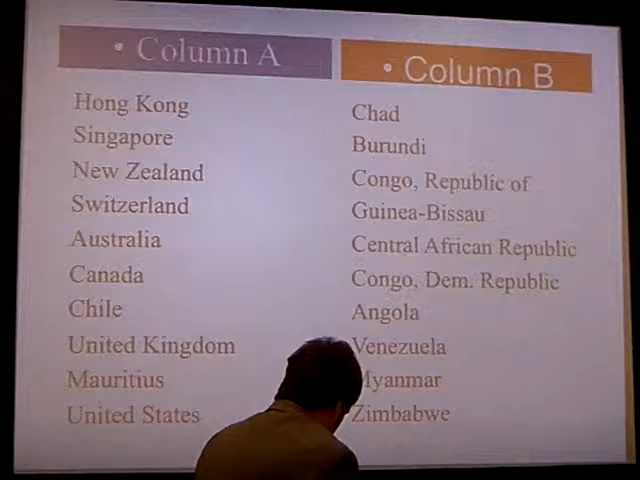 • Column A
Hong Kong
Singapore
New Zealand
Switzerland
Australia
Canada
Chile
United Kingdom
Mauritius
United States
• Column B
Chad
Burundi
Congo, Republic of
Guinea-Bissau
Central African Republic
Congo, Dem. Republic
Angola
Venezuela
Myanmar
Zimbabwe